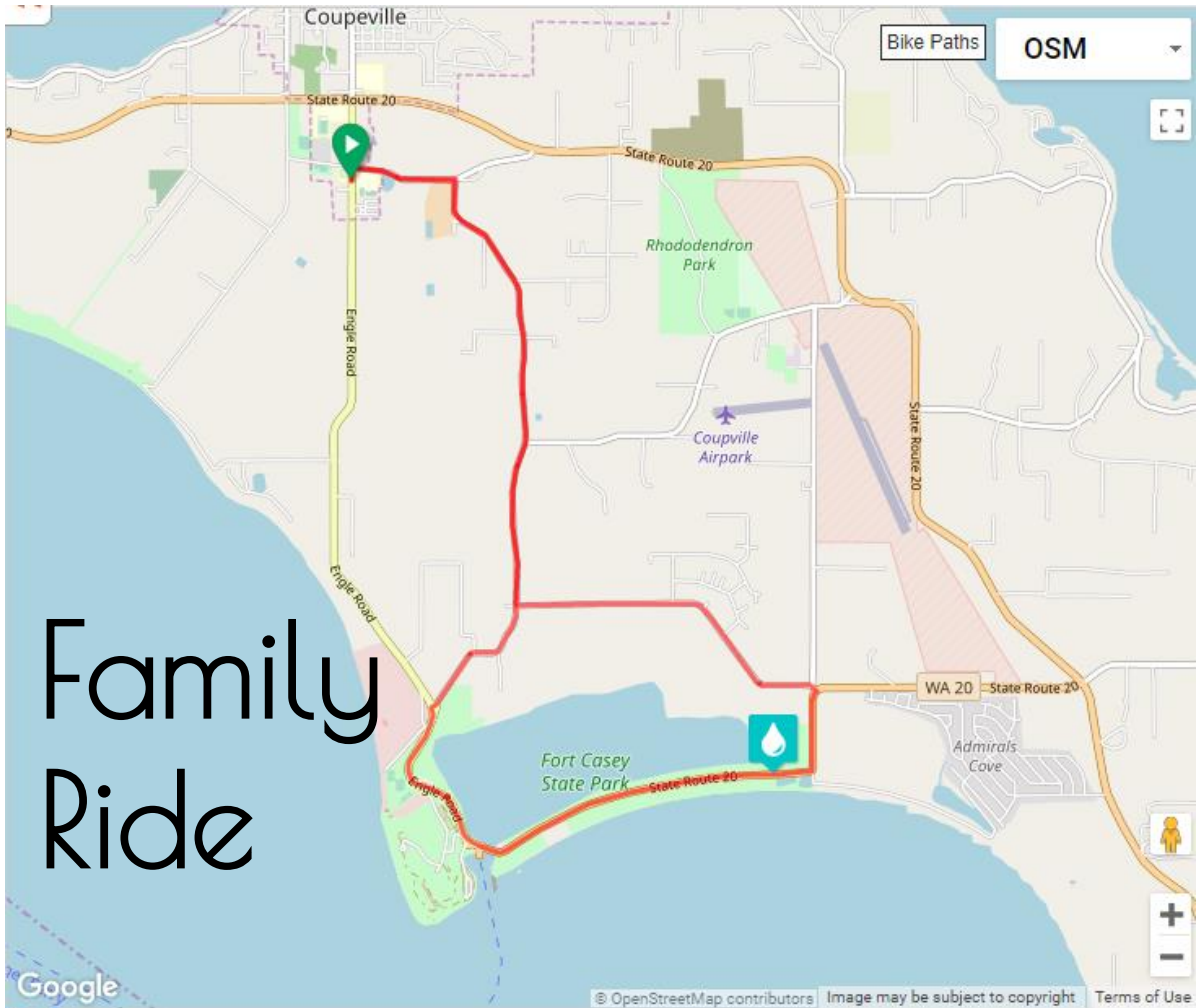 Coupeville
Bike Paths
OSM
State Route 20
State Route 20
Rhododendron
Park
Engle Road
Coupville
Airpark
State Route 20
Engle Road
Family
Ride
WA 20
State Route 20
Admirals
Cove
Fort Casey
State Park
State Route 20
Engle Road
Google
© OpenStreetMap contributors
Image may be subject to copyright
Terms of Use